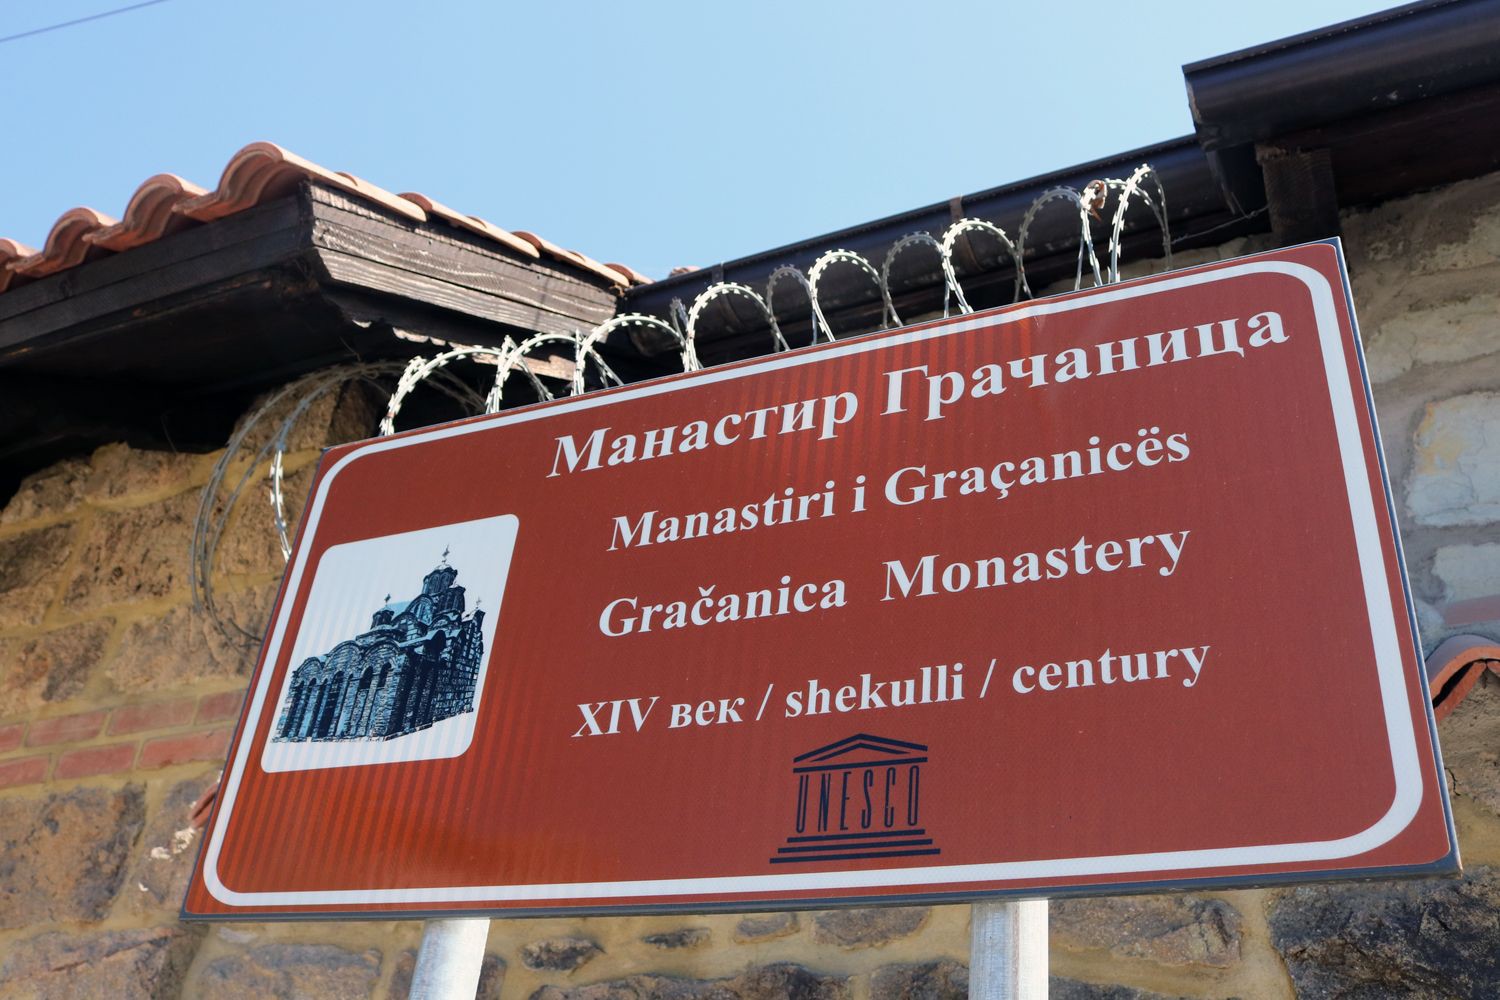 Манастир Грачаница
Manastiri i Graçanicës
Gračanica Monastery
XIV век / shekulli / century
UNESCO